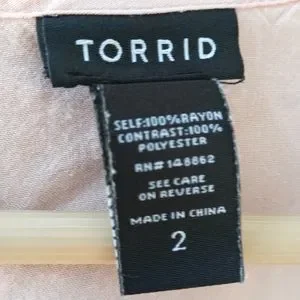 TORRID
SELF:100%RAYON
CONTRAST:100%
POLYESTER
RN#148862
SEE CARE
ON REVERSE
MADE IN CHINA
2